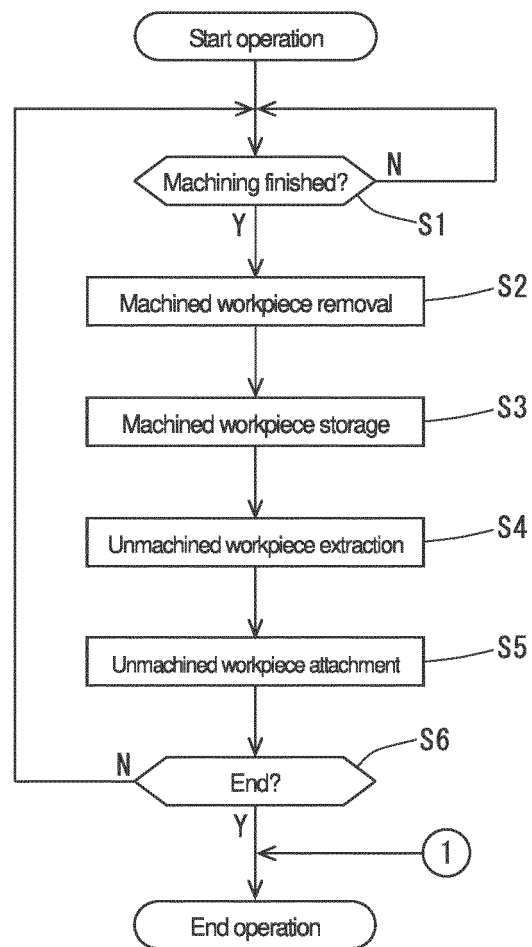 Start operation
Machining finished?
N
S1
Y
Machined workpiece removal
S2
Machined workpiece storage
S3
Unmachined workpiece extraction
S4
Unmachined workpiece attachment
S5
S6
N
End?
Y
1
End operation